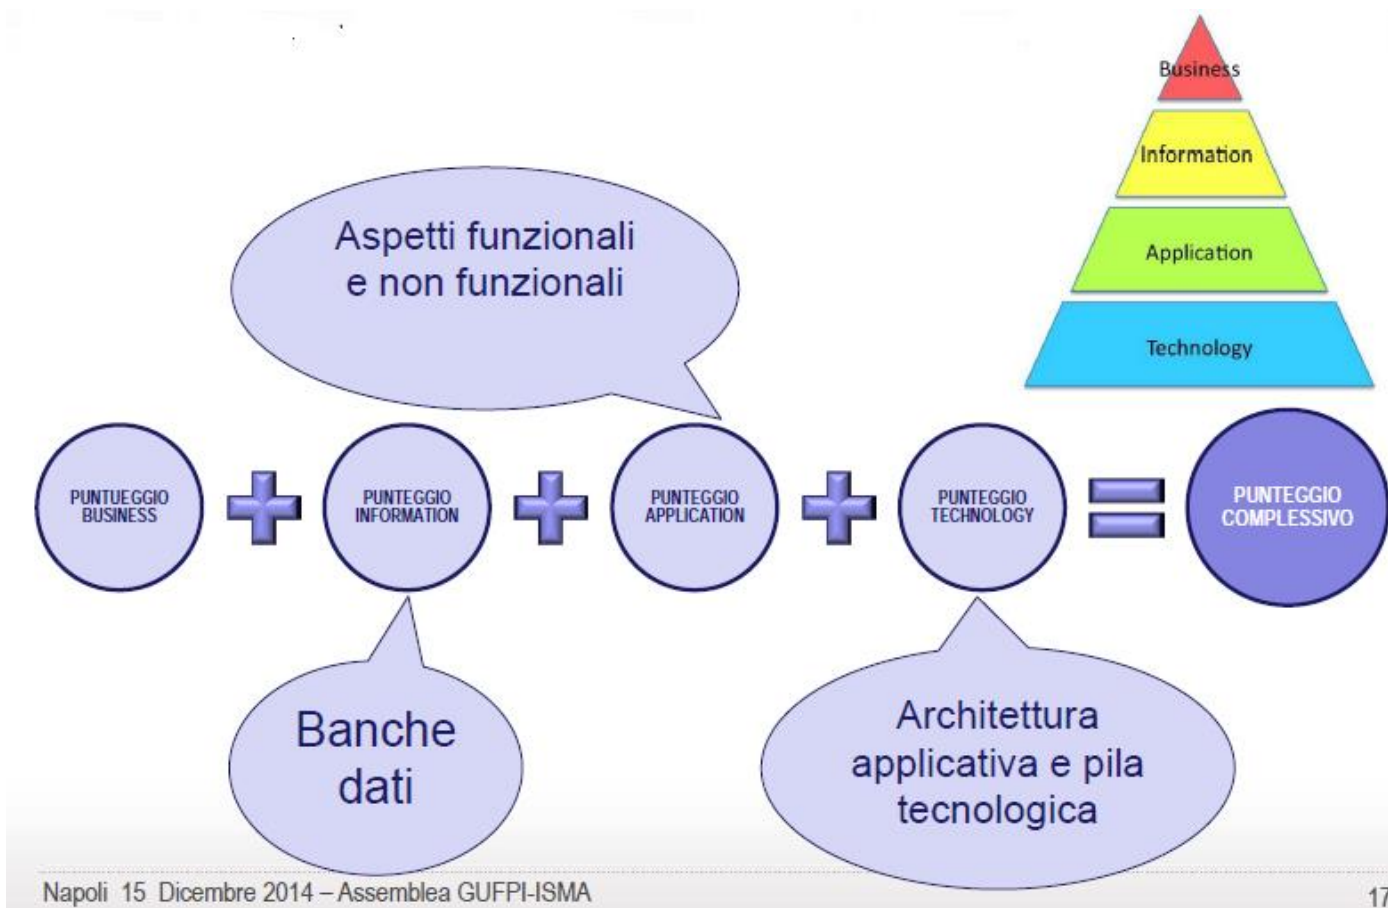 Business
Information
Application
Technology
Aspetti funzionali
e non funzionali
PUNTUEGGIO
BUSINESS
PUNTEGGIO
INFORMATION
PUNTEGGIO
APPLICATION
PUNTEGGIO
TECHNOLOGY
PUNTEGGIO
COMPLESSIVO
Banche
dati
Architettura
applicativa e pila
tecnologica
Napoli 15 Dicembre 2014 – Assemblea GUFPI-ISMA
17